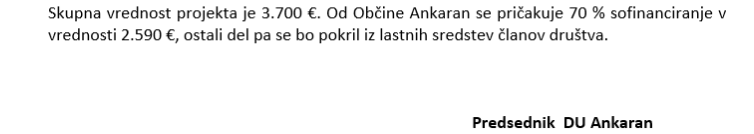 Skupna vrednost projekta je 3.700 €. Od Občine Ankaran se pričakuje 70 % sofinanciranje v
vrednosti 2.590 €, ostali del pa se bo pokril iz lastnih sredstev članov društva.
Predsednik  DU Ankaran